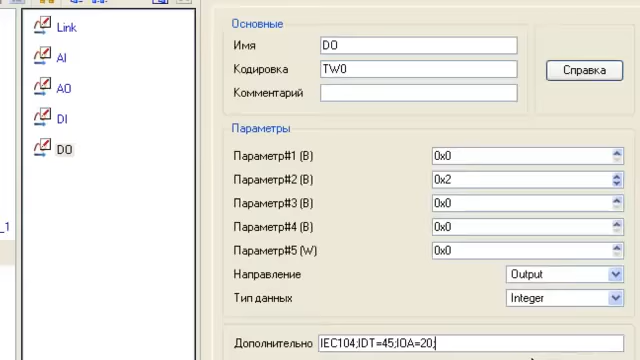 Link
AI
AO
DI
DO
_1
Основные
Имя
DO
Кодировка
TW0
Комментарий
Справка
Параметры
Параметр#1 (B)
0x0
Параметр#2 (B)
0x2
Параметр#3 (B)
0x0
Параметр#4 (B)
0x0
Параметр#5 (W)
0x0
Направление
Output
Тип данных
Integer
Дополнительно
IEC104;IDT=45;IOA=20;